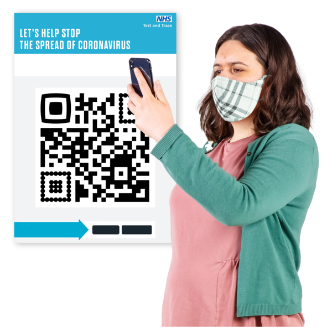 NHS
Test and Trace
LET'S HELP STOP
THE SPREAD OF CORONAVIRUS